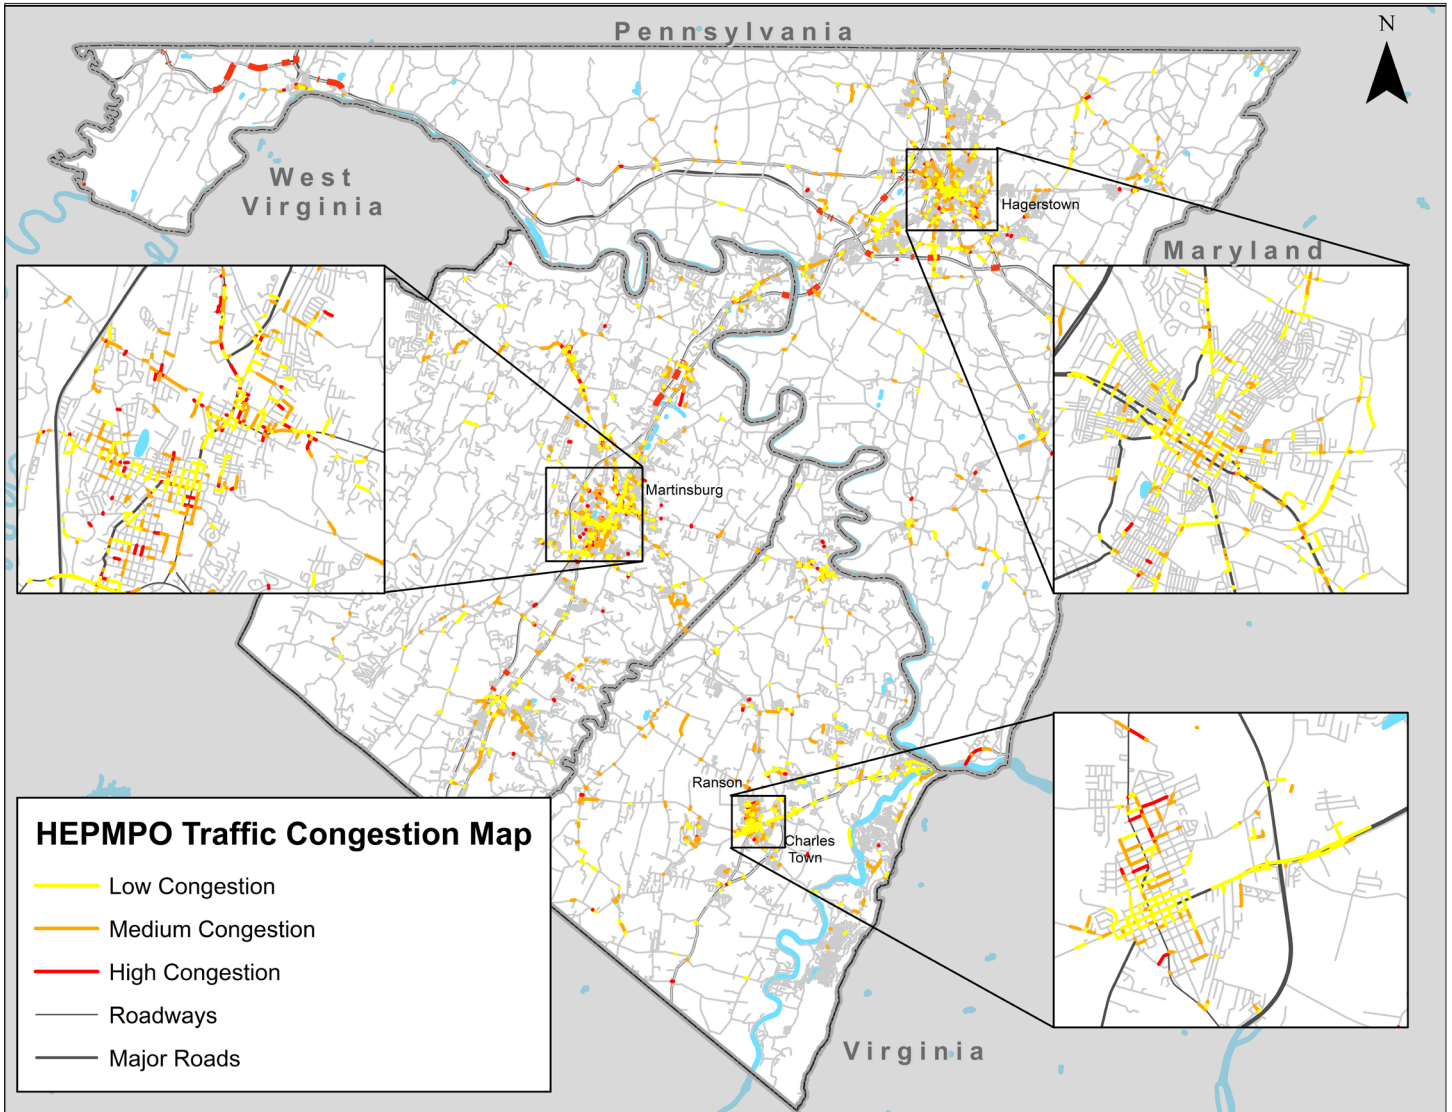 Pennsylvania
N
West
Virginia
Hagerstown
Maryland
Martinsburg
Ranson
Charles
Town
HEPMPO Traffic Congestion Map
Low Congestion
Medium Congestion
High Congestion
Roadways
Major Roads
Virginia